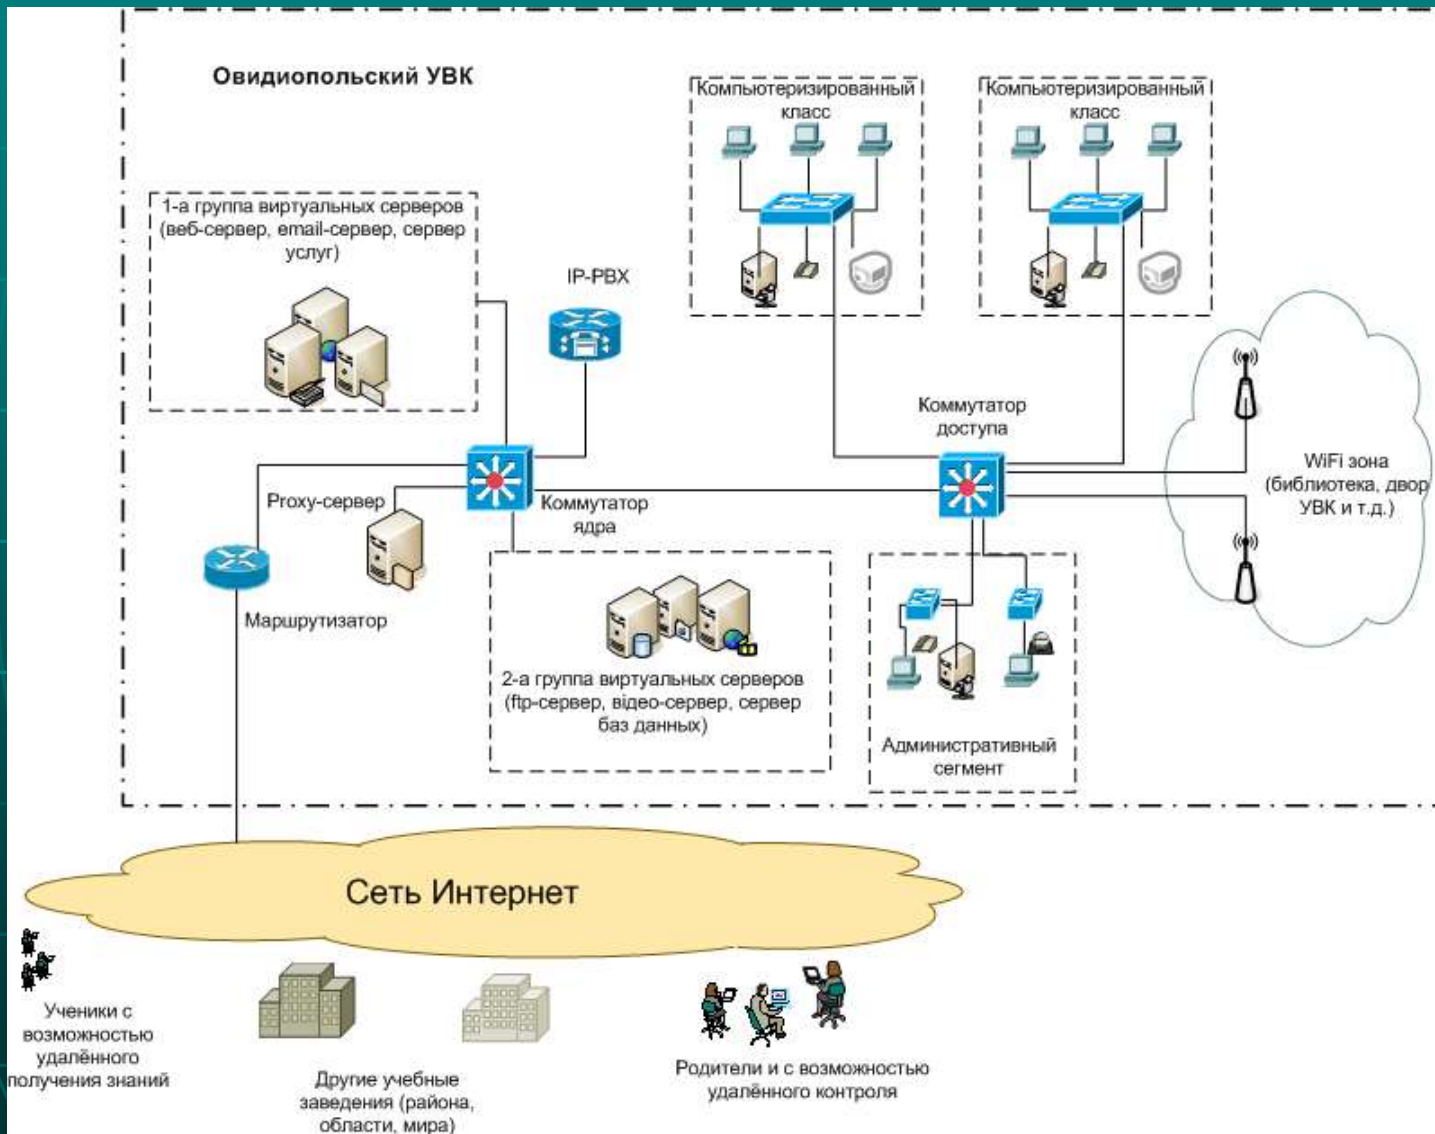 Овидиопольский УВК
Компьютеризированный
класс
Компьютеризированный
класс
1-а группа виртуальных серверов
(веб-сервер, email-сервер, сервер
услуг)
IP-PBX
Коммутатор
доступа
WiFi зона
(библиотека, двор
УВК и т.д.)
Proxy-сервер
Коммутатор
ядра
Маршрутизатор
2-а группа виртуальных серверов
(ftp-сервер, відео-сервер, сервер
баз данных)
Административный
сегмент
Сеть Интернет
Ученики с
возможностью
удалённого
получения знаний
Другие учебные
заведения (района,
области, мира)
Родители и с возможностью
удалённого контроля